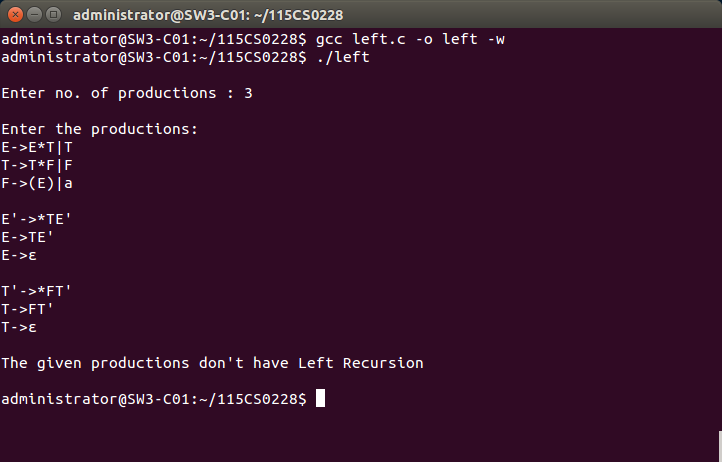 administrator@SW3-C01: ~/115CS0228
administrator@SW3-C01:~/115CS0228$ gcc left.c -o left -w
administrator@SW3-C01:~/115CS0228$ ./left
Enter no. of productions : 3
Enter the productions:
E->E*T|T
T->T*F|F
F->(E)|a
E'->*TE'
E->TE'
E->ε
T'->*FT'
T->FT'
T->ε
The given productions don't have Left Recursion
administrator@SW3-C01:~/115CS0228$